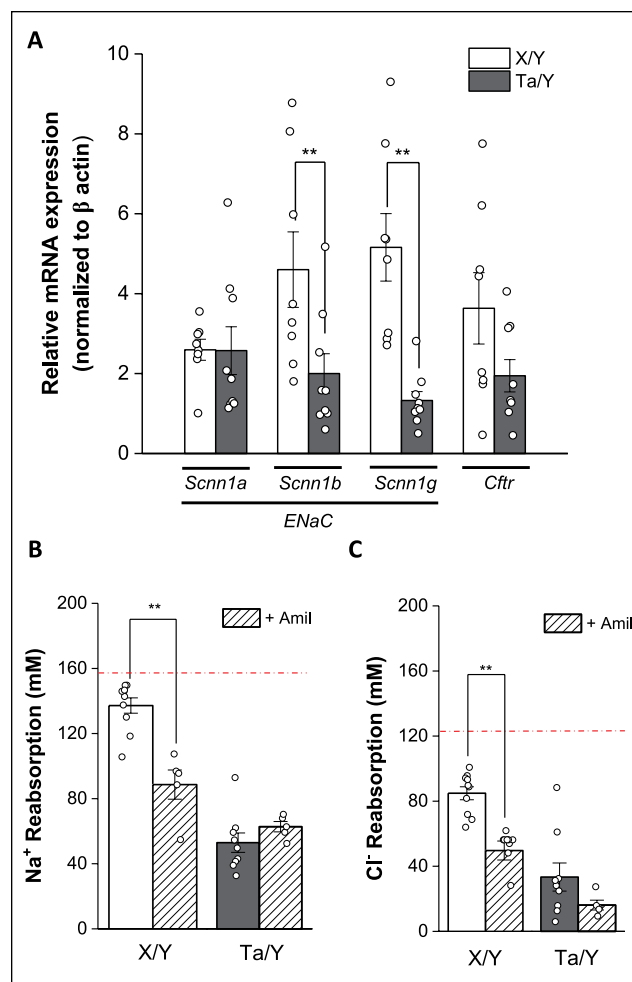 A
X/Y
Ta/Y
Relative mRNA expression
(normalized to β actin)
10
8
6
4
2
0
**
**
Scnn1a Scnn1b Scnn1g Cftr
ENaC
B
Na⁺ Reabsorption (mM)
200
160
120
80
40
0
**
+ Amil
X/Y Ta/Y
C
Cl⁻ Reabsorption (mM)
200
160
120
80
40
0
**
+ Amil
X/Y Ta/Y